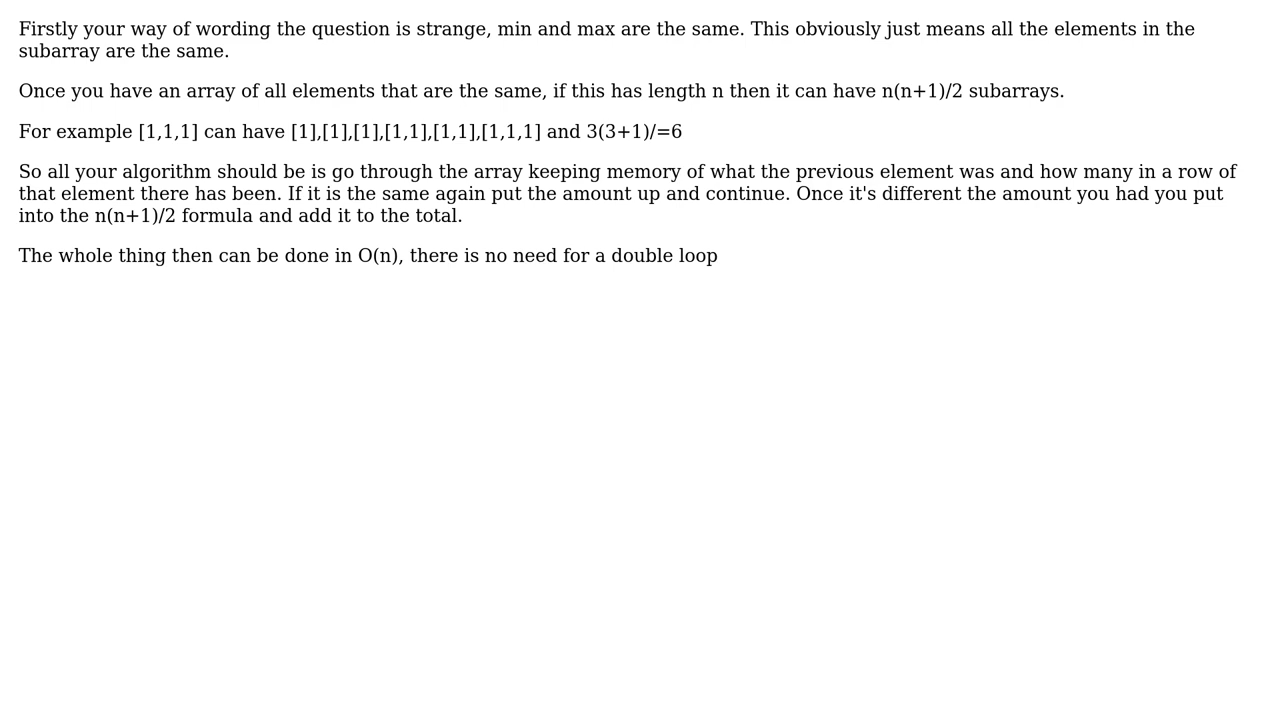 Firstly your way of wording the question is strange, min and max are the same. This obviously just means all the elements in the
subarray are the same.
Once you have an array of all elements that are the same, if this has length n then it can have n(n+1)/2 subarrays.
For example [1,1,1] can have [1],[1],[1],[1,1],[1,1],[1,1,1] and 3(3+1)/=6
So all your algorithm should be is go through the array keeping memory of what the previous element was and how many in a row of
that element there has been. If it is the same again put the amount up and continue. Once it's different the amount you had you put
into the n(n+1)/2 formula and add it to the total.
The whole thing then can be done in O(n), there is no need for a double loop